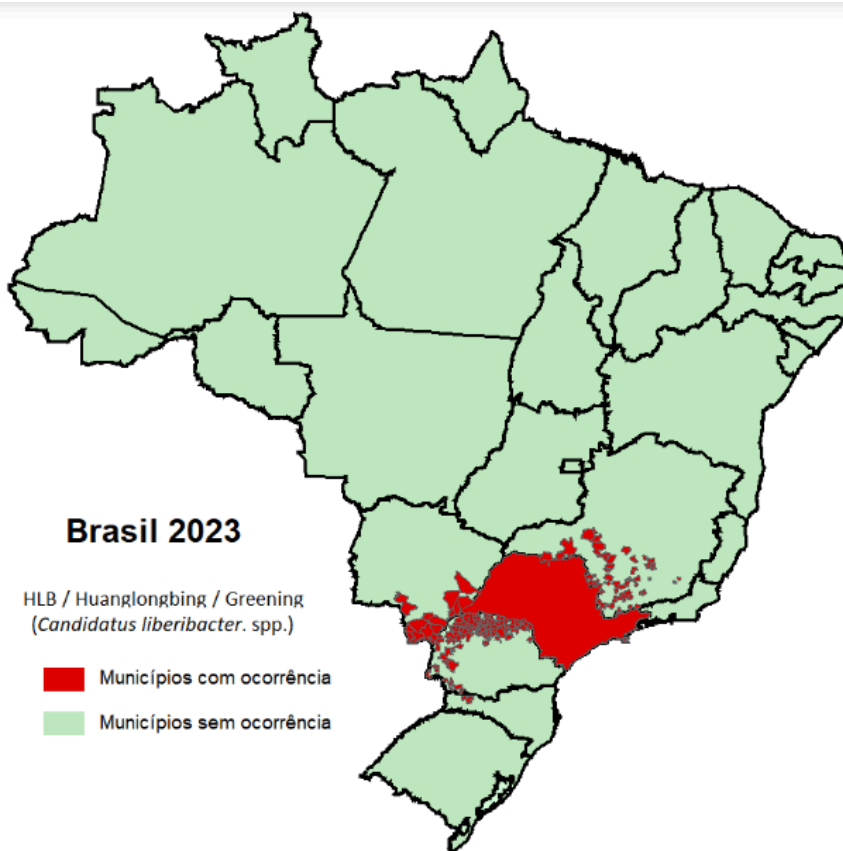 Brasil 2023
HLB / Huanglongbing / Greening
(Candidatus liberibacter. spp.)
Municípios com ocorrência
Municípios sem ocorrência